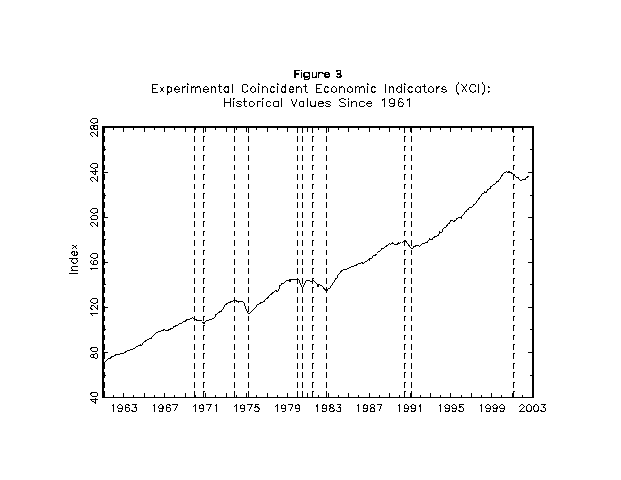 Figure 3
Experimental Coincident Economic Indicators (XCI):
Historical Values Since 1961
280
240
200
160
120
80
40
Index
1963 1967 1971 1975 1979 1983 1987 1991 1995 1999 2003